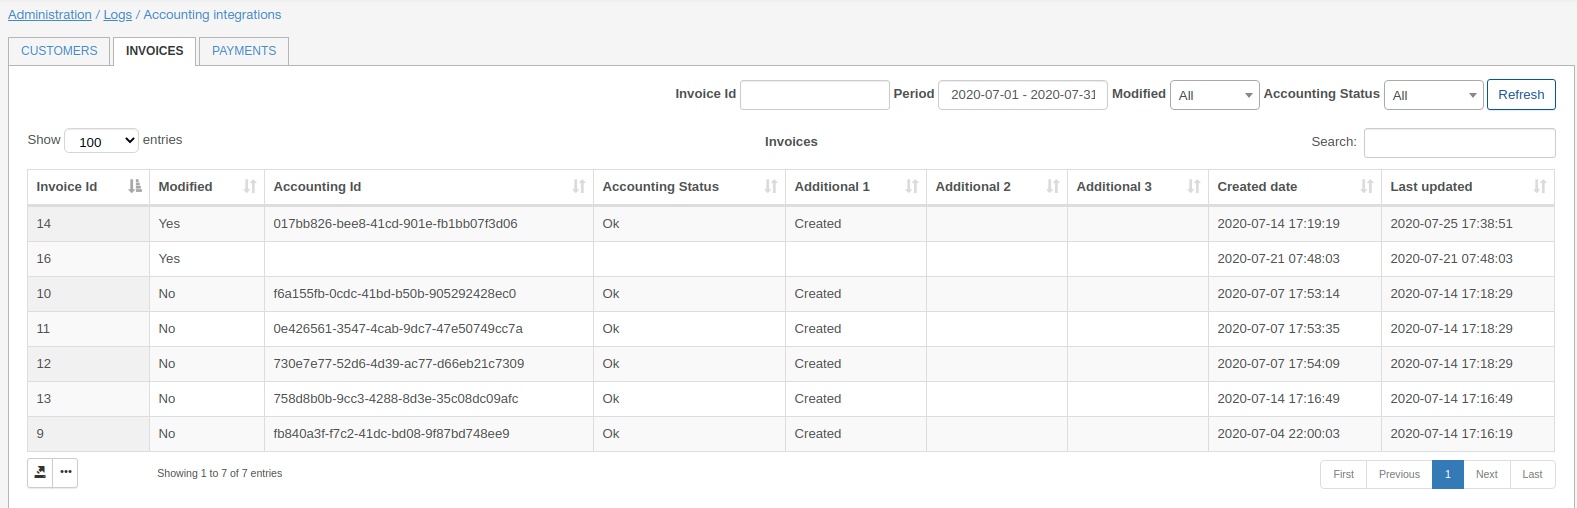 Administration / Logs / Accounting integrations
CUSTOMERS INVOICES PAYMENTS
Invoice Id Period 2020-07-01 - 2020-07-31 Modified All Accounting Status All Refresh
Show 100 entries Invoices Search:
Invoice Id Modified Accounting Id Accounting Status Additional 1 Additional 2 Additional 3 Created date Last updated
14 Yes 017bb826-bee8-41cd-901e-fb1bb07f3d06 Ok Created 2020-07-14 17:19:19 2020-07-25 17:38:51
16 Yes 2020-07-21 07:48:03 2020-07-21 07:48:03
10 No f6a155fb-0cdc-41bd-b50b-905292428ec0 Ok Created 2020-07-07 17:53:14 2020-07-14 17:18:29
11 No 0e426561-3547-4cab-9dc7-47e50749cc7a Ok Created 2020-07-07 17:53:35 2020-07-14 17:18:29
12 No 730e7e77-52d6-4d39-ac77-d66eb21c7309 Ok Created 2020-07-07 17:54:09 2020-07-14 17:18:29
13 No 758d8b0b-9cc3-4288-8d3e-35c08dc09afc Ok Created 2020-07-14 17:16:49 2020-07-14 17:16:49
9 No fb840a3f-f7c2-41dc-bd08-9f87bd748ee9 Ok Created 2020-07-04 22:00:03 2020-07-14 17:16:19
Showing 1 to 7 of 7 entries First Previous 1 Next Last